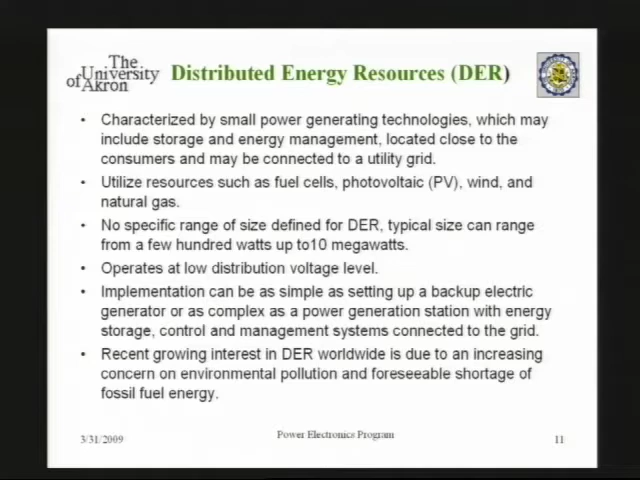 The
University
of Akron
Distributed Energy Resources (DER)
• Characterized by small power generating technologies, which may
include storage and energy management, located close to the
consumers and may be connected to a utility grid.
• Utilize resources such as fuel cells, photovoltaic (PV), wind, and
natural gas.
• No specific range of size defined for DER, typical size can range
from a few hundred watts up to10 megawatts.
• Operates at low distribution voltage level.
• Implementation can be as simple as setting up a backup electric
generator or as complex as a power generation station with energy
storage, control and management systems connected to the grid.
• Recent growing interest in DER worldwide is due to an increasing
concern on environmental pollution and foreseeable shortage of
fossil fuel energy.
3/31/2009
Power Electronics Program
11